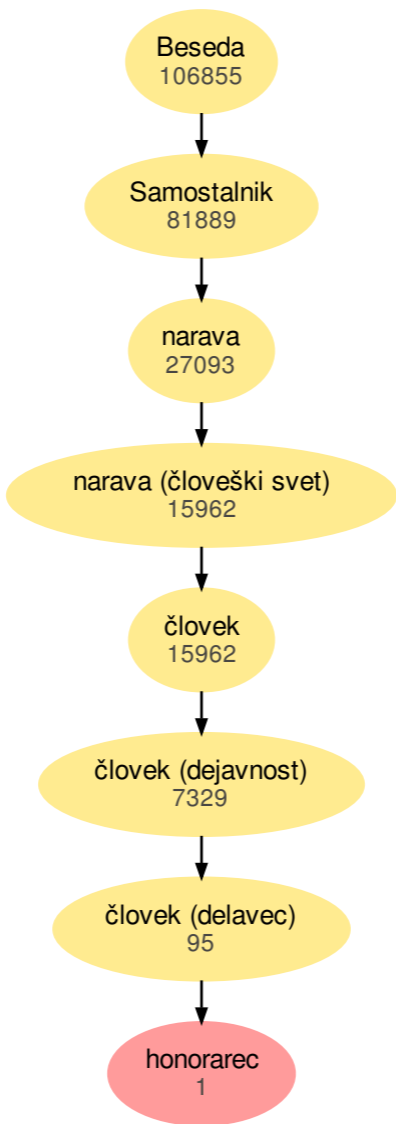 Beseda
106855
Samostalnik
81889
narava
27093
narava (človeški svet)
15962
človek
15962
človek (dejavnost)
7329
človek (delavec)
95
honorarec
1